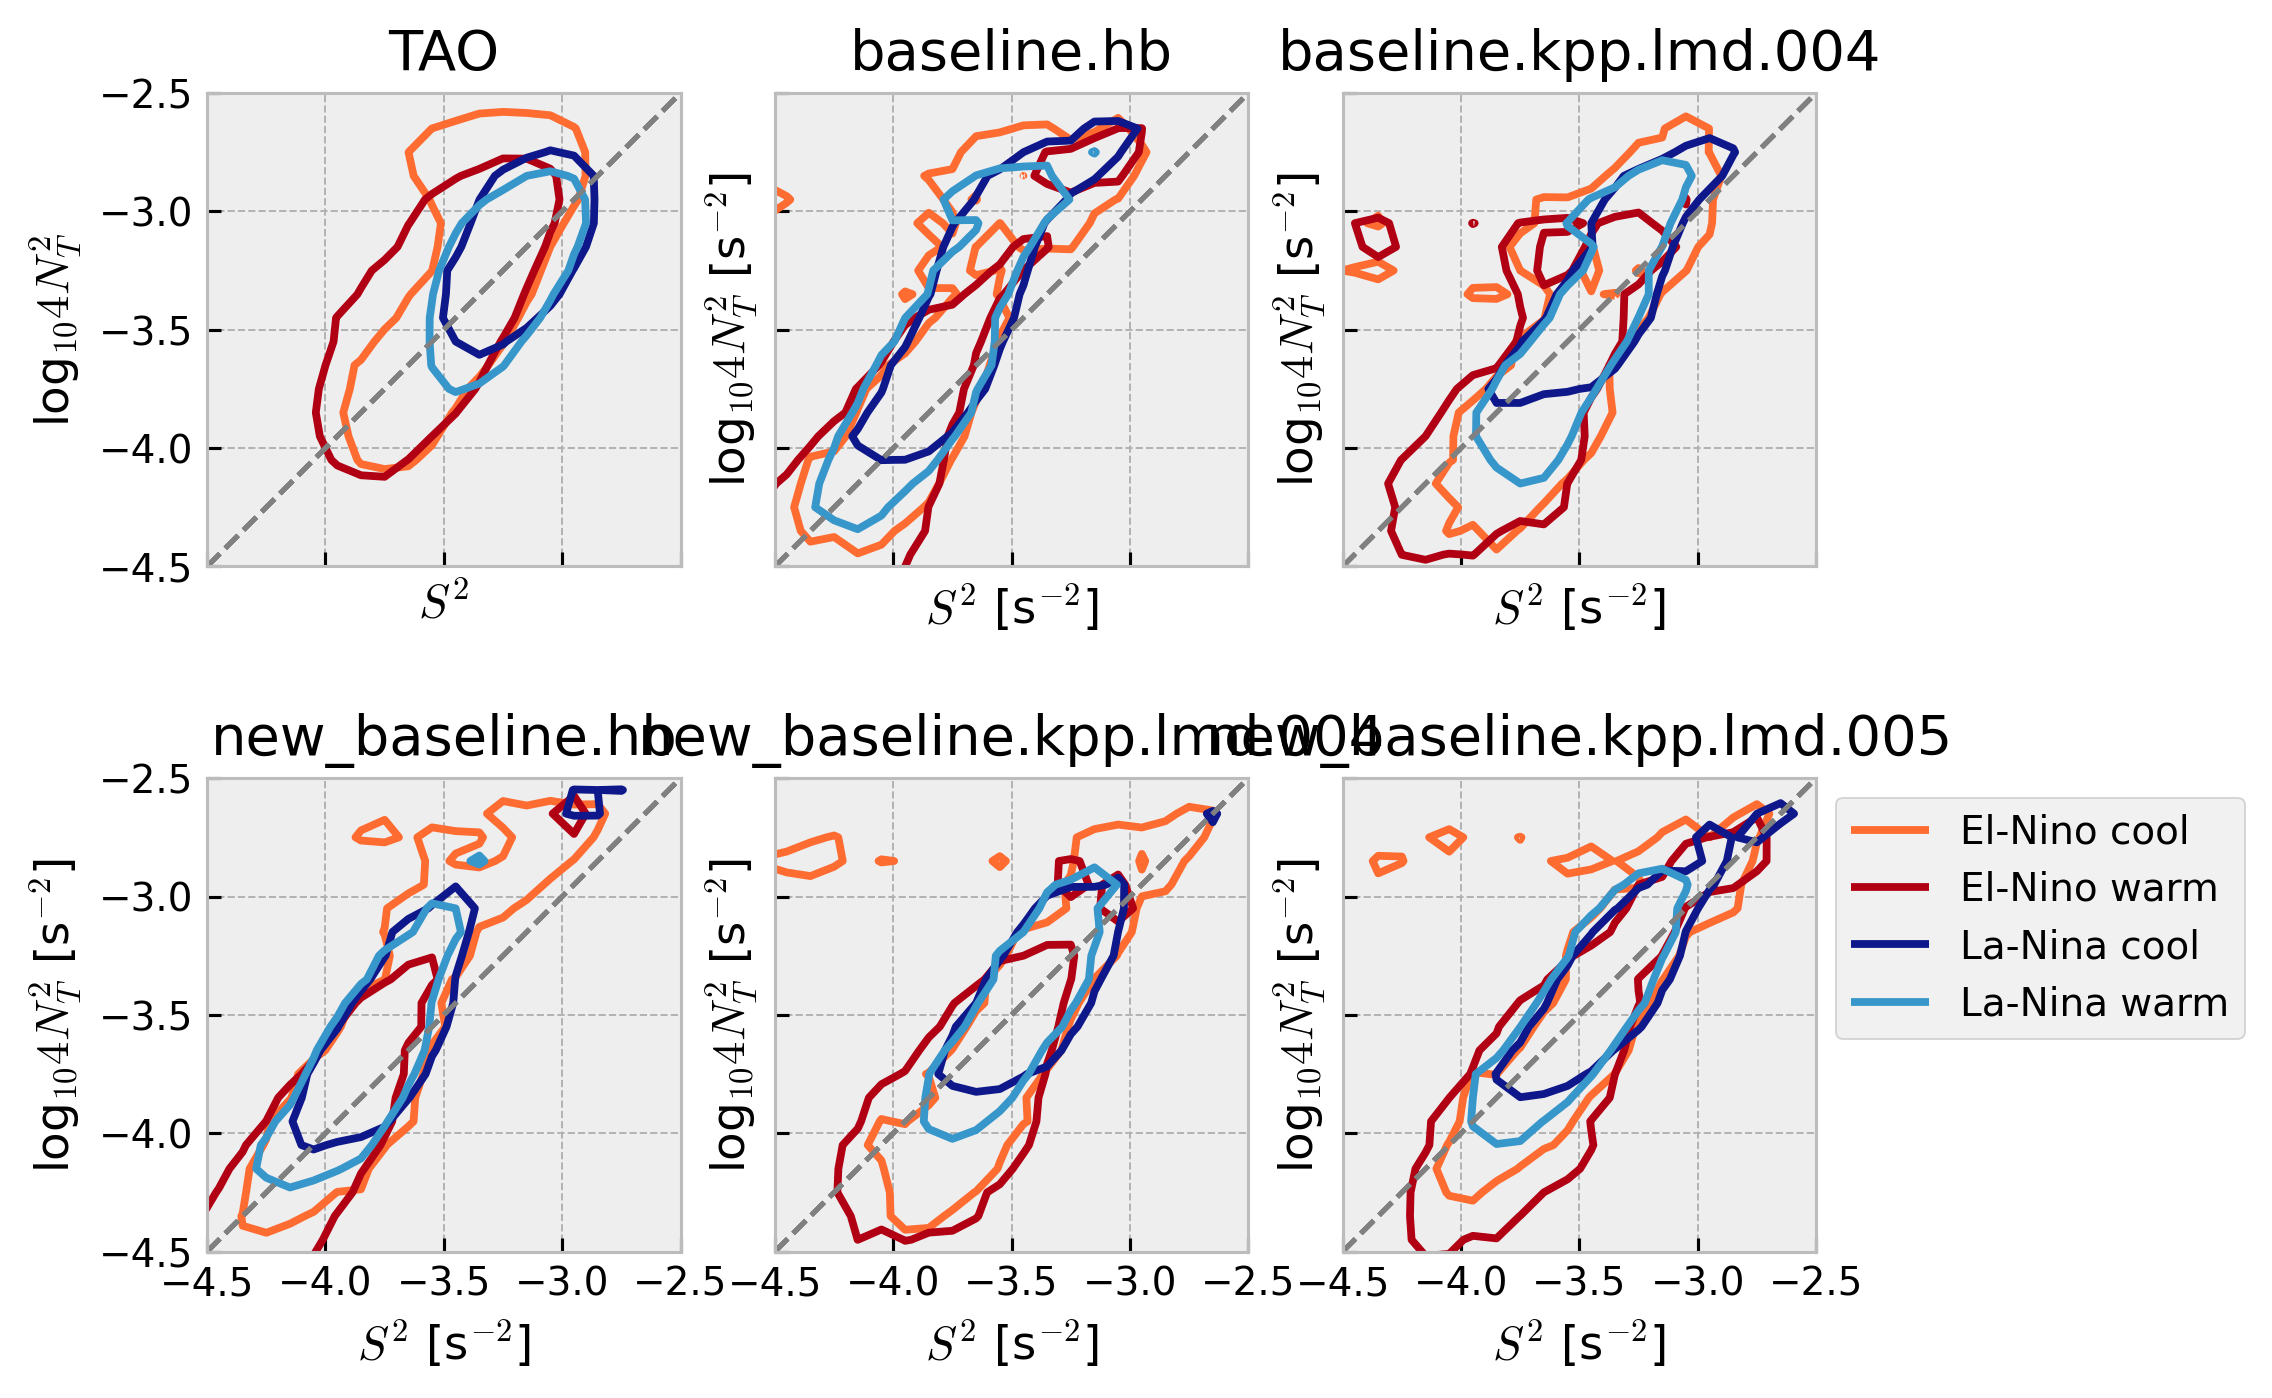 TAO
baseline.hb
baseline.kpp.lmd.004
−2.5
−3.0
−3.5
−4.0
−4.5
log₁₀4N²_T
log₁₀4N²_T [s⁻²]
log₁₀4N²_T [s⁻²]
S²
S² [s⁻²]
S² [s⁻²]
new_baseline.hb
new_baseline.kpp.lmd.004
new_baseline.kpp.lmd.005
−2.5
−3.0
−3.5
−4.0
−4.5
log₁₀4N²_T [s⁻²]
log₁₀4N²_T [s⁻²]
log₁₀4N²_T [s⁻²]
−4.5 −4.0 −3.5 −3.0 −2.5
−4.5 −4.0 −3.5 −3.0 −2.5
−4.5 −4.0 −3.5 −3.0 −2.5
S² [s⁻²]
S² [s⁻²]
S² [s⁻²]
El-Nino cool
El-Nino warm
La-Nina cool
La-Nina warm